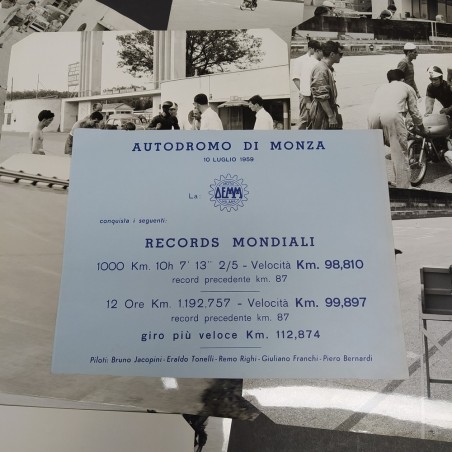 AUTODROMO DI MONZA
10 LUGLIO 1959
La:
DEMM
conquista i seguenti:
RECORDS MONDIALI
1000 Km. 10h 7' 13'' 2/5 - Velocità Km. 98,810
record precedente km. 87
12 Ore Km. 1.192.757 - Velocità Km. 99,897
record precedente km. 87
giro più veloce Km. 112,874
Piloti: Bruno Jacopini - Eraldo Tonelli - Remo Righi - Giuliano Franchi - Piero Bernardi